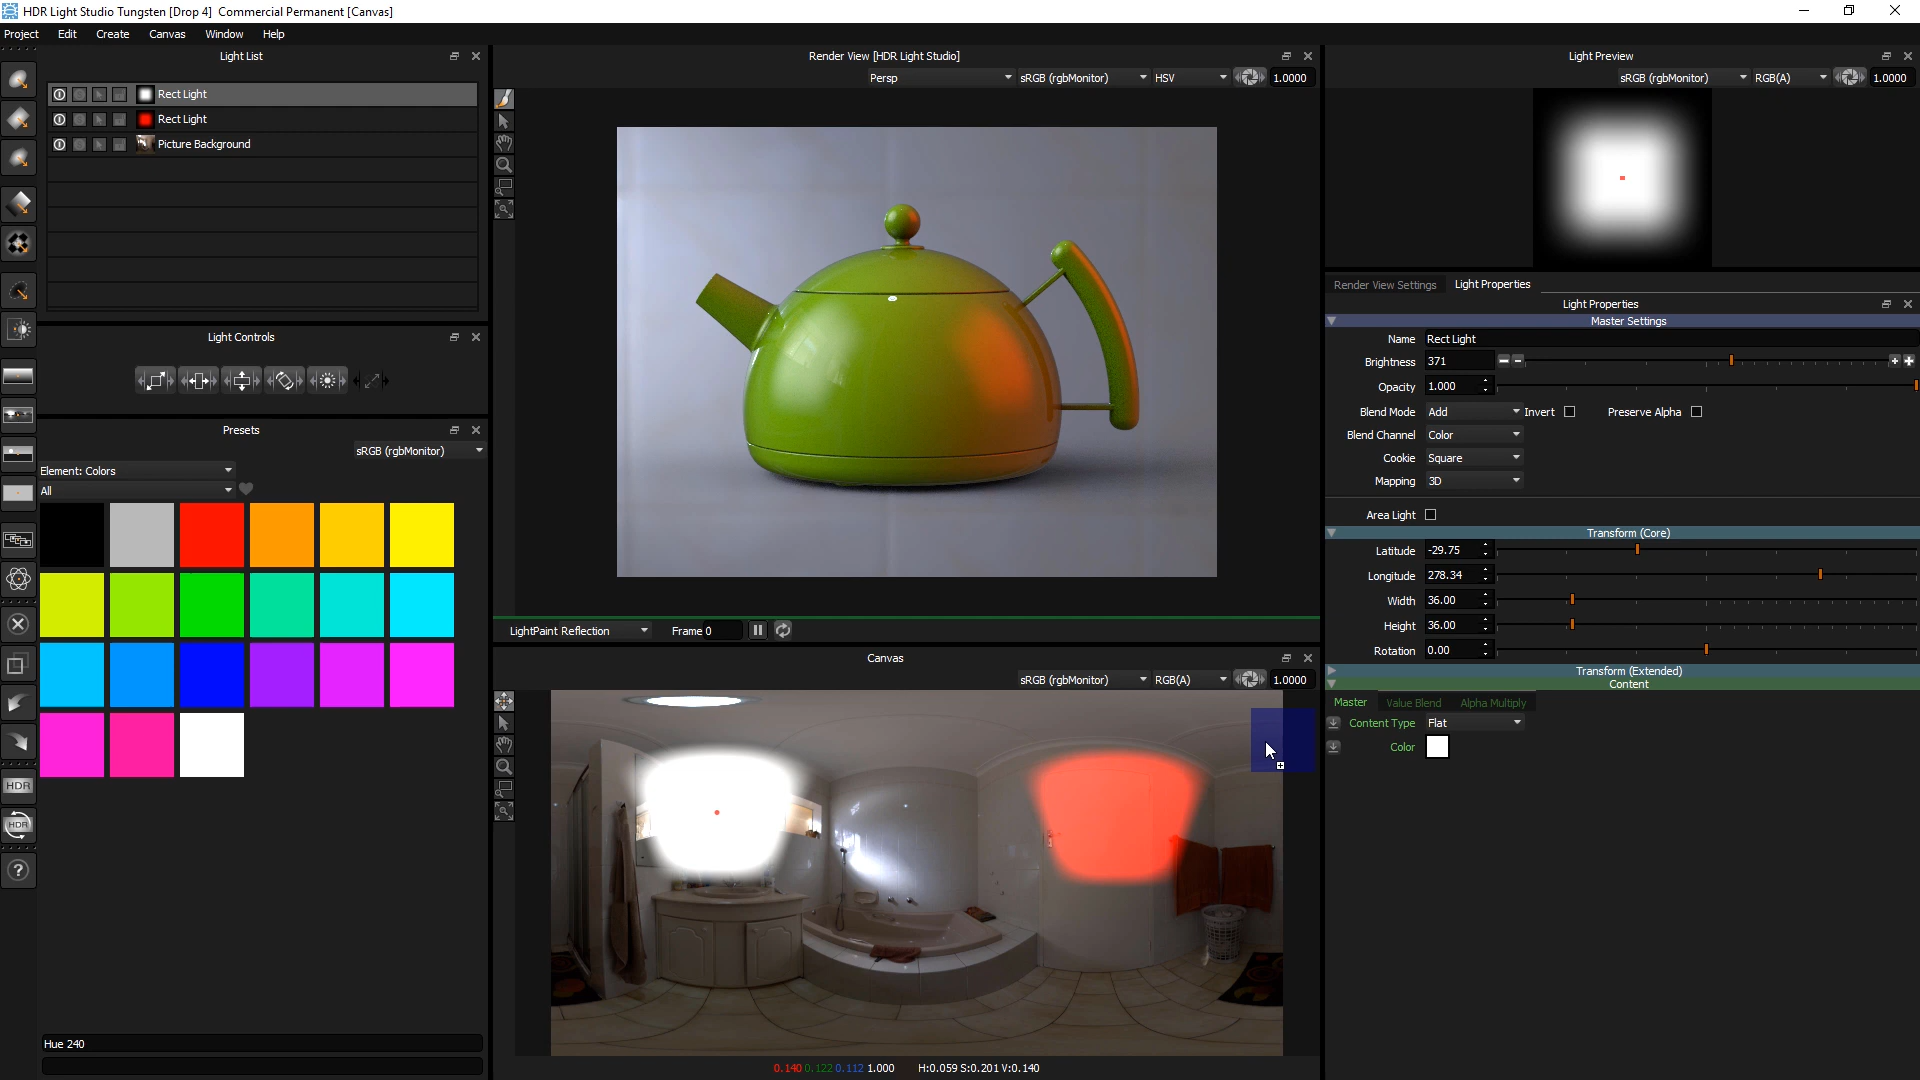 HDR Light Studio Tungsten [Drop 4]  Commercial Permanent [Canvas]
Project Edit Create Canvas Window Help
Light List
Rect Light
Rect Light
Picture Background
Light Controls
Presets
sRGB (rgbMonitor)
Element: Colors
All
Hue 240
HDR
HDR
?
Render View [HDR Light Studio]
Persp sRGB (rgbMonitor) HSV 1.0000
LightPaint Reflection Frame 0
Canvas
sRGB (rgbMonitor) RGB(A) 1.0000
0.140 0.122 0.112 1.000 H:0.059 S:0.201 V:0.140
Light Preview
sRGB (rgbMonitor) RGB(A) 1.0000
Render View Settings Light Properties
Light Properties
Master Settings
Name Rect Light
Brightness 371
Opacity 1.000
Blend Mode Add Invert Preserve Alpha
Blend Channel Color
Cookie Square
Mapping 3D
Area Light
Transform (Core)
Latitude -29.75
Longitude 278.34
Width 36.00
Height 36.00
Rotation 0.00
Transform (Extended)
Content
Master Value Blend Alpha Multiply
Content Type Flat
Color